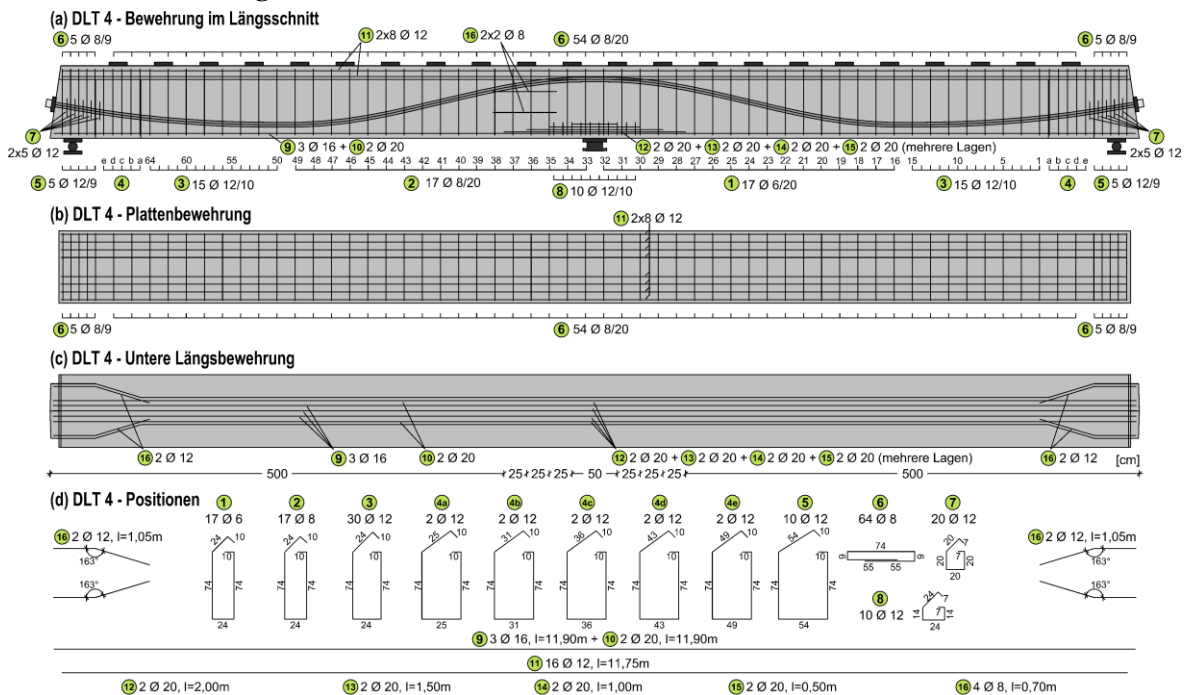 (a) DLT 4 - Bewehrung im Längsschnitt
6 5 Ø 8/9
11 2x8 Ø 12
16 2x2 Ø 8
6 54 Ø 8/20
6 5 Ø 8/9
7
2x5 Ø 12
9 3 Ø 16 + 10 2 Ø 20
12 2 Ø 20 + 13 2 Ø 20 + 14 2 Ø 20 + 15 2 Ø 20 (mehrere Lagen)
7
2x5 Ø 12
e d c b a 64 60 55 50 49 48 47 46 45 44 43 42 41 40 39 38 37 36 35 34 33 32 31 30 29 28 27 26 25 24 23 22 21 20 19 18 17 16 15 10 5 1 a b c d e
5 5 Ø 12/9
4
3 15 Ø 12/10
2 17 Ø 8/20
8 10 Ø 12/10
1 17 Ø 6/20
3 15 Ø 12/10
4
5 5 Ø 12/9
(b) DLT 4 - Plattenbewehrung
11 2x8 Ø 12
6 5 Ø 8/9
6 54 Ø 8/20
6 5 Ø 8/9
(c) DLT 4 - Untere Längsbewehrung
16 2 Ø 12
9 3 Ø 16
10 2 Ø 20
12 2 Ø 20 + 13 2 Ø 20 + 14 2 Ø 20 + 15 2 Ø 20 (mehrere Lagen)
16 2 Ø 12
[cm]
500 25 25 25 50 25 25 25 500
(d) DLT 4 - Positionen
16 2 Ø 12, l=1,05m
163°
163°
1
17 Ø 6
24 10
10
74 74
24
2
17 Ø 8
24 10
10
74 74
24
3
30 Ø 12
24 10
10
74 74
24
4a
2 Ø 12
25 10
10
74 74
25
4b
2 Ø 12
31 10
10
74 74
31
4c
2 Ø 12
36 10
10
74 74
36
4d
2 Ø 12
43 10
10
74 74
43
4e
2 Ø 12
49 10
10
74 74
49
5
10 Ø 12
54 10
10
74 74
54
6
64 Ø 8
74
9 9
55 55
7
20 Ø 12
20 7
7
20 20
20
8
10 Ø 12
24 7
7
14 14
24
16 2 Ø 12, l=1,05m
163°
163°
9 3 Ø 16, l=11,90m + 10 2 Ø 20, l=11,90m
11 16 Ø 12, l=11,75m
12 2 Ø 20, l=2,00m
13 2 Ø 20, l=1,50m
14 2 Ø 20, l=1,00m
15 2 Ø 20, l=0,50m
16 4 Ø 8, l=0,70m